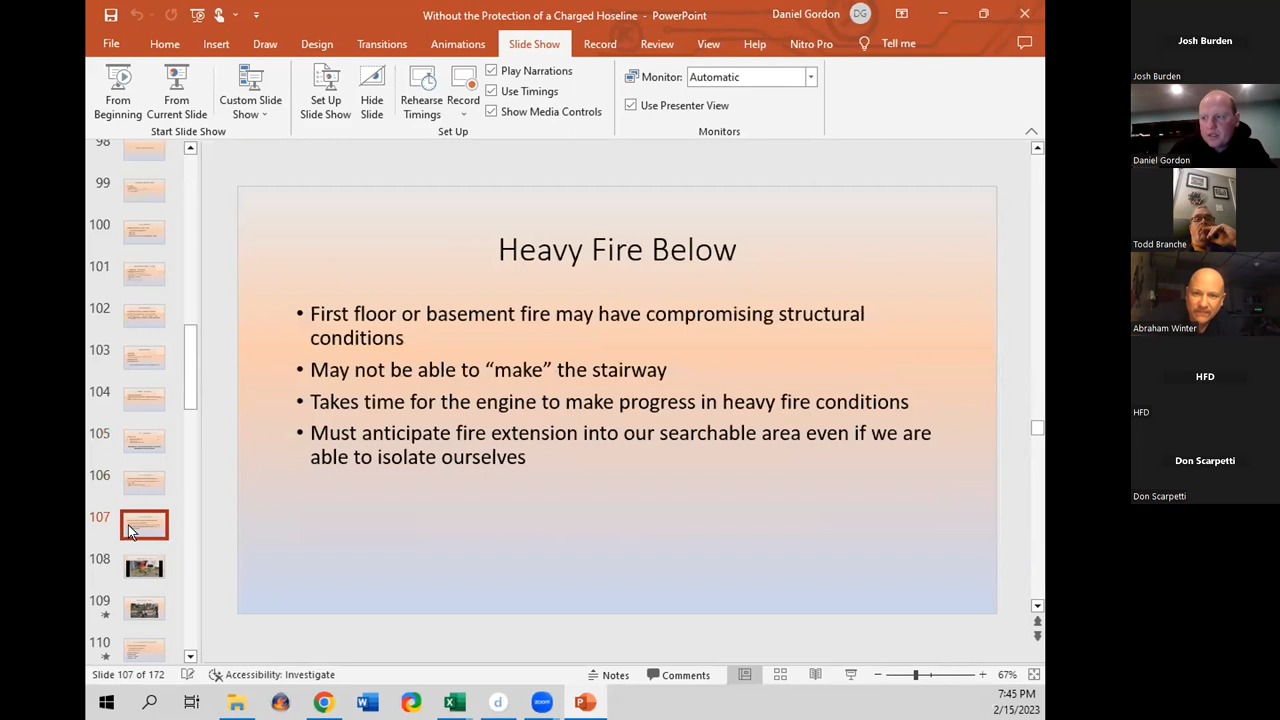 Without the Protection of a Charged Hoseline - PowerPoint
Daniel Gordon
DG
File Home Insert Draw Design Transitions Animations Slide Show Record Review View Help Nitro Pro Tell me
From Beginning
From Current Slide
Custom Slide Show
Start Slide Show
Set Up Slide Show
Hide Slide
Rehearse Timings
Record
Play Narrations
Use Timings
Show Media Controls
Set Up
Monitor: Automatic
Use Presenter View
Monitors
98
99
100
101
102
103
104
105
106
107
108
109
110
Heavy Fire Below
• First floor or basement fire may have compromising structural
conditions
• May not be able to “make” the stairway
• Takes time for the engine to make progress in heavy fire conditions
• Must anticipate fire extension into our searchable area even if we are
able to isolate ourselves
Slide 107 of 172
Accessibility: Investigate
Notes
Comments
67%
7:45 PM
2/15/2023
Josh Burden
Josh Burden
Daniel Gordon
Todd Branche
Abraham Winter
HFD
HFD
Don Scarpetti
Don Scarpetti